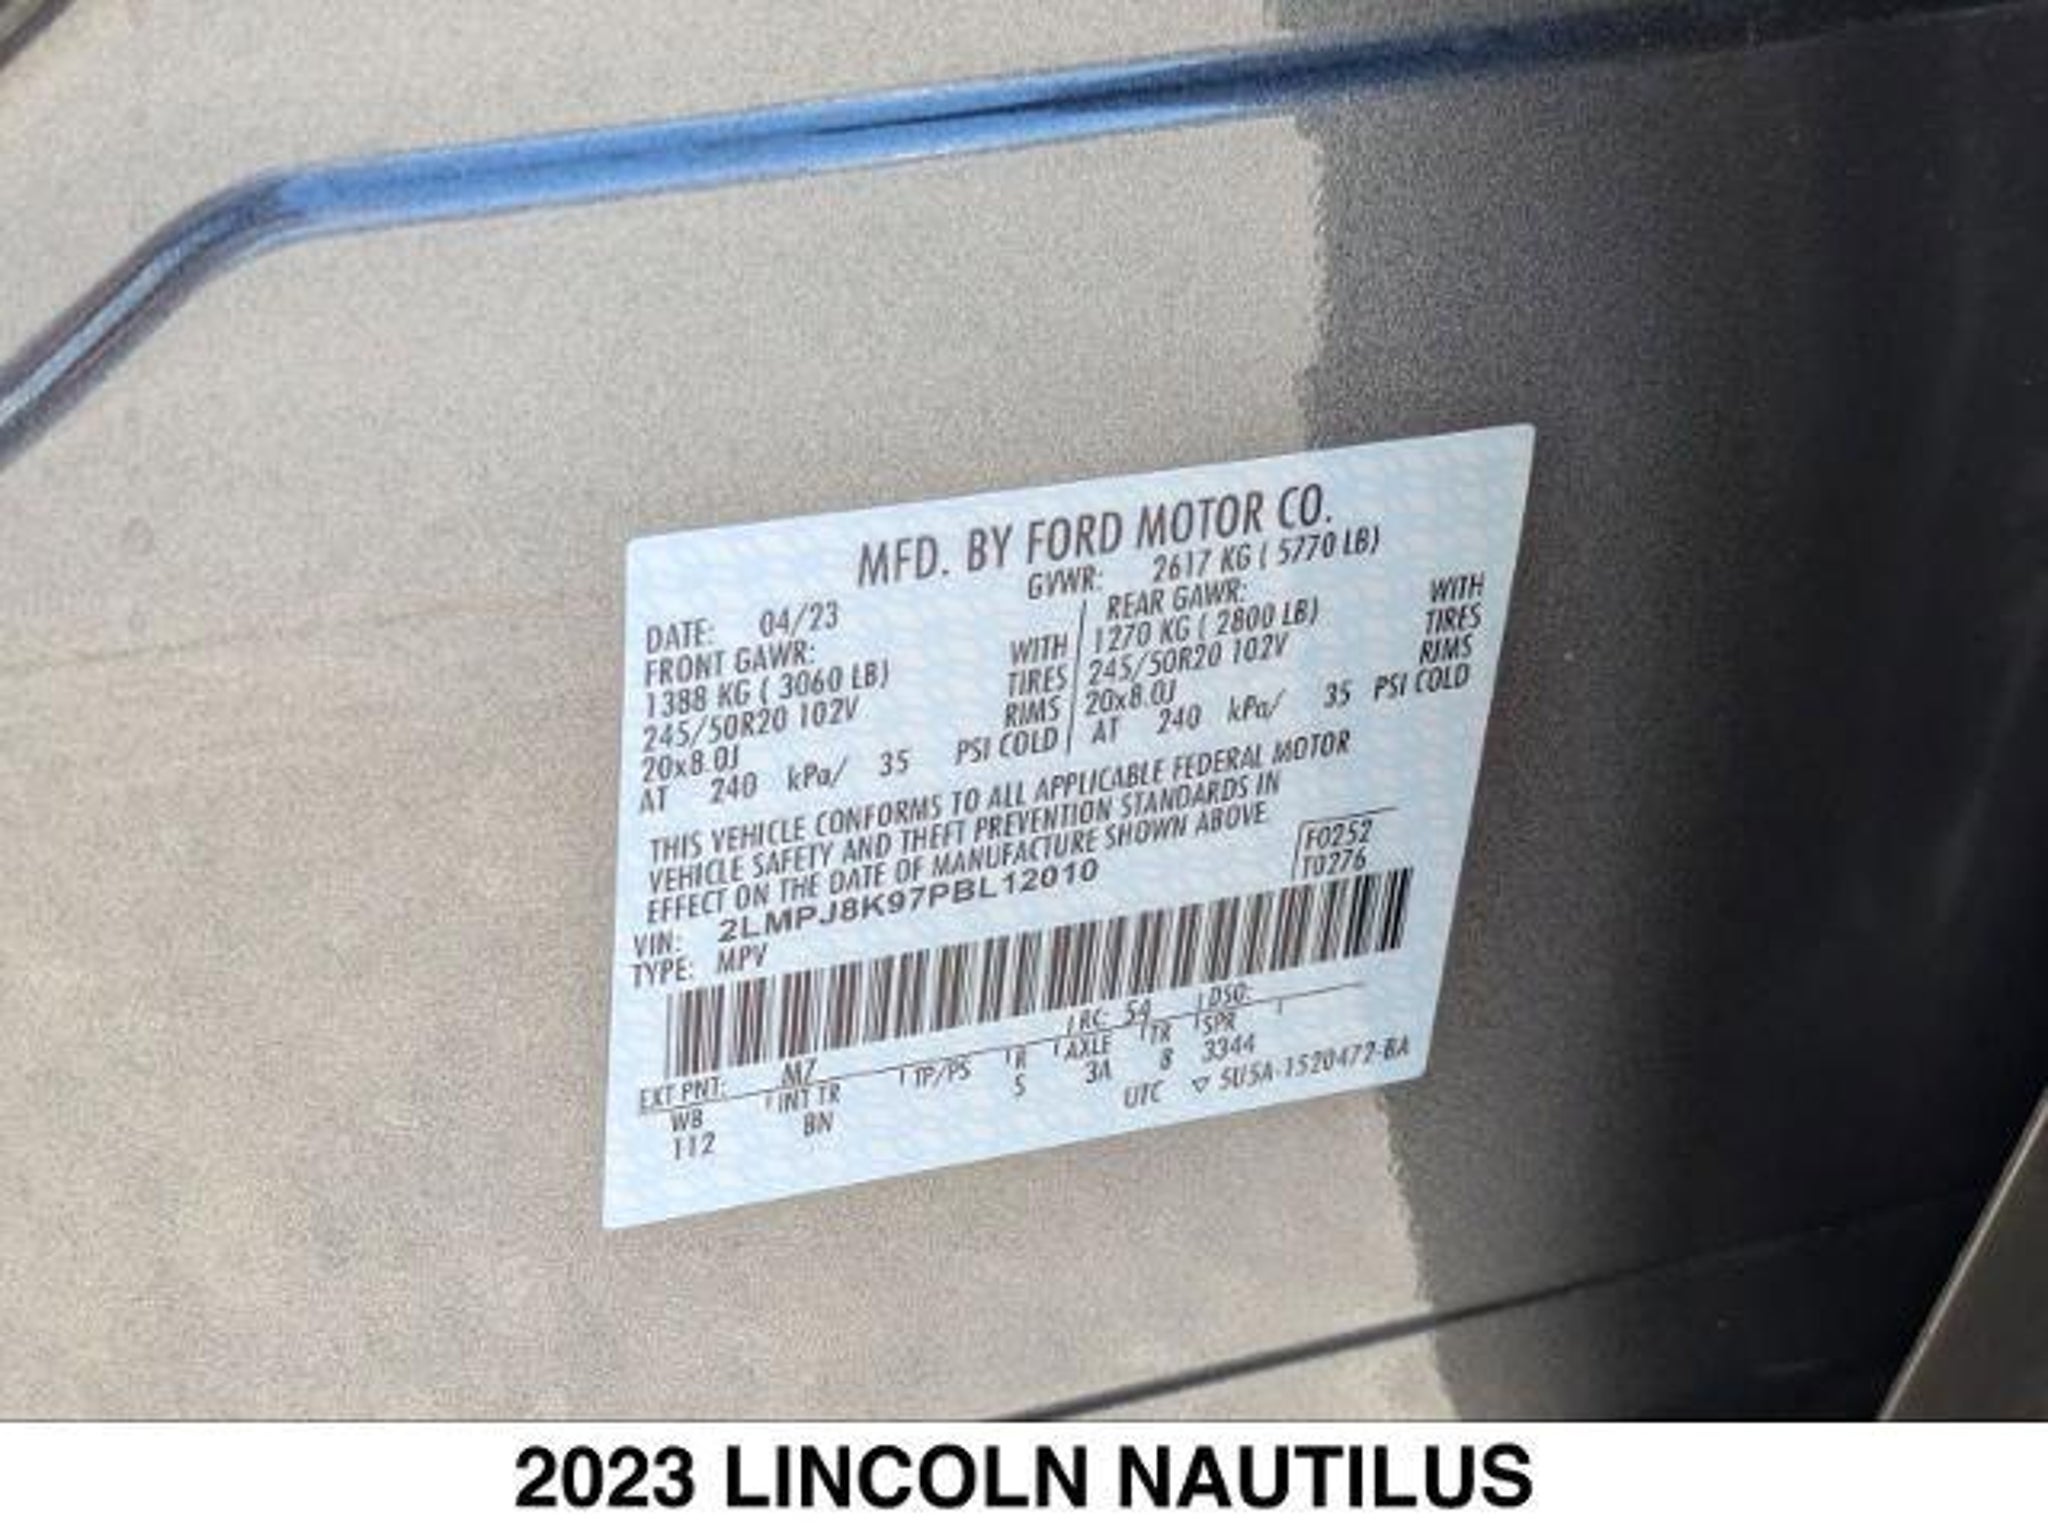 MFD. BY FORD MOTOR CO.
DATE: 04/23 GVWR: 2617 KG ( 5770 LB)
FRONT GAWR: WITH REAR GAWR: WITH
1388 KG ( 3060 LB) TIRES 1270 KG ( 2800 LB) TIRES
245/50R20 102V RIMS 245/50R20 102V RIMS
20x8.0J 20x8.0J
AT 240 kPa/ 35 PSI COLD AT 240 kPa/ 35 PSI COLD
THIS VEHICLE CONFORMS TO ALL APPLICABLE FEDERAL MOTOR
VEHICLE SAFETY AND THEFT PREVENTION STANDARDS IN
EFFECT ON THE DATE OF MANUFACTURE SHOWN ABOVE
F0252
T0276
VIN: 2LMPJ8K97PBL12010
TYPE: MPV
EXT PNT: MZ RC: 54 DSO:
WB INT TR TP/PS R AXLE TR SPR
112 BN 5 3A 8 3344
UTC ▽ 5U5A-1520472-BA
2023 LINCOLN NAUTILUS